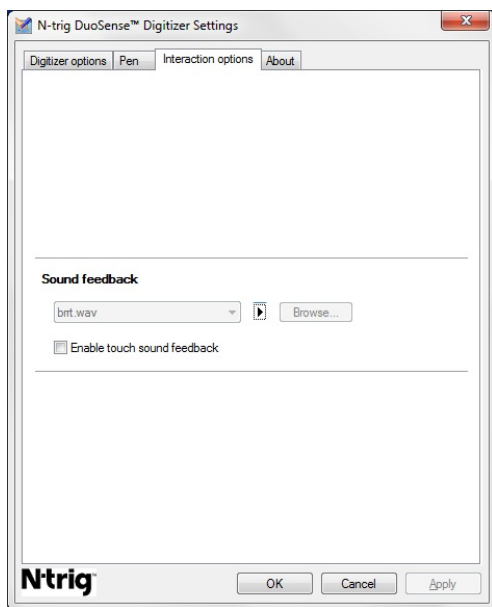 N-trig DuoSense™ Digitizer Settings
Digitizer options Pen Interaction options About
Sound feedback
brrt.wav Browse...
Enable touch sound feedback
N-trig™ OK Cancel Apply